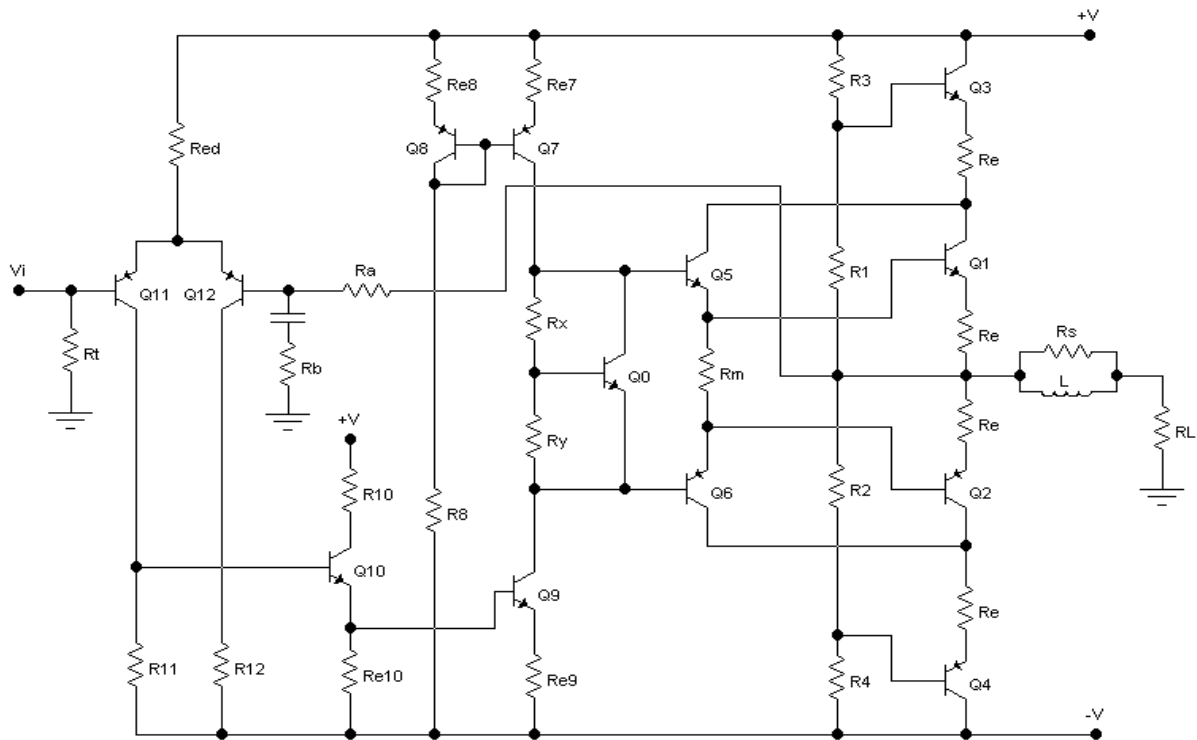 +V
Re8
Re7
R3
Q3
Red
Q8
Q7
Re
Vi
Ra
Q5
Q1
Q11
Q12
R1
Rx
Re
Rs
Rt
Rb
Rm
L
Q0
+V
Ry
Re
RL
R10
R8
Q6
R2
Q2
Q10
Q9
Re
R11
R12
Re10
Re9
R4
Q4
-V